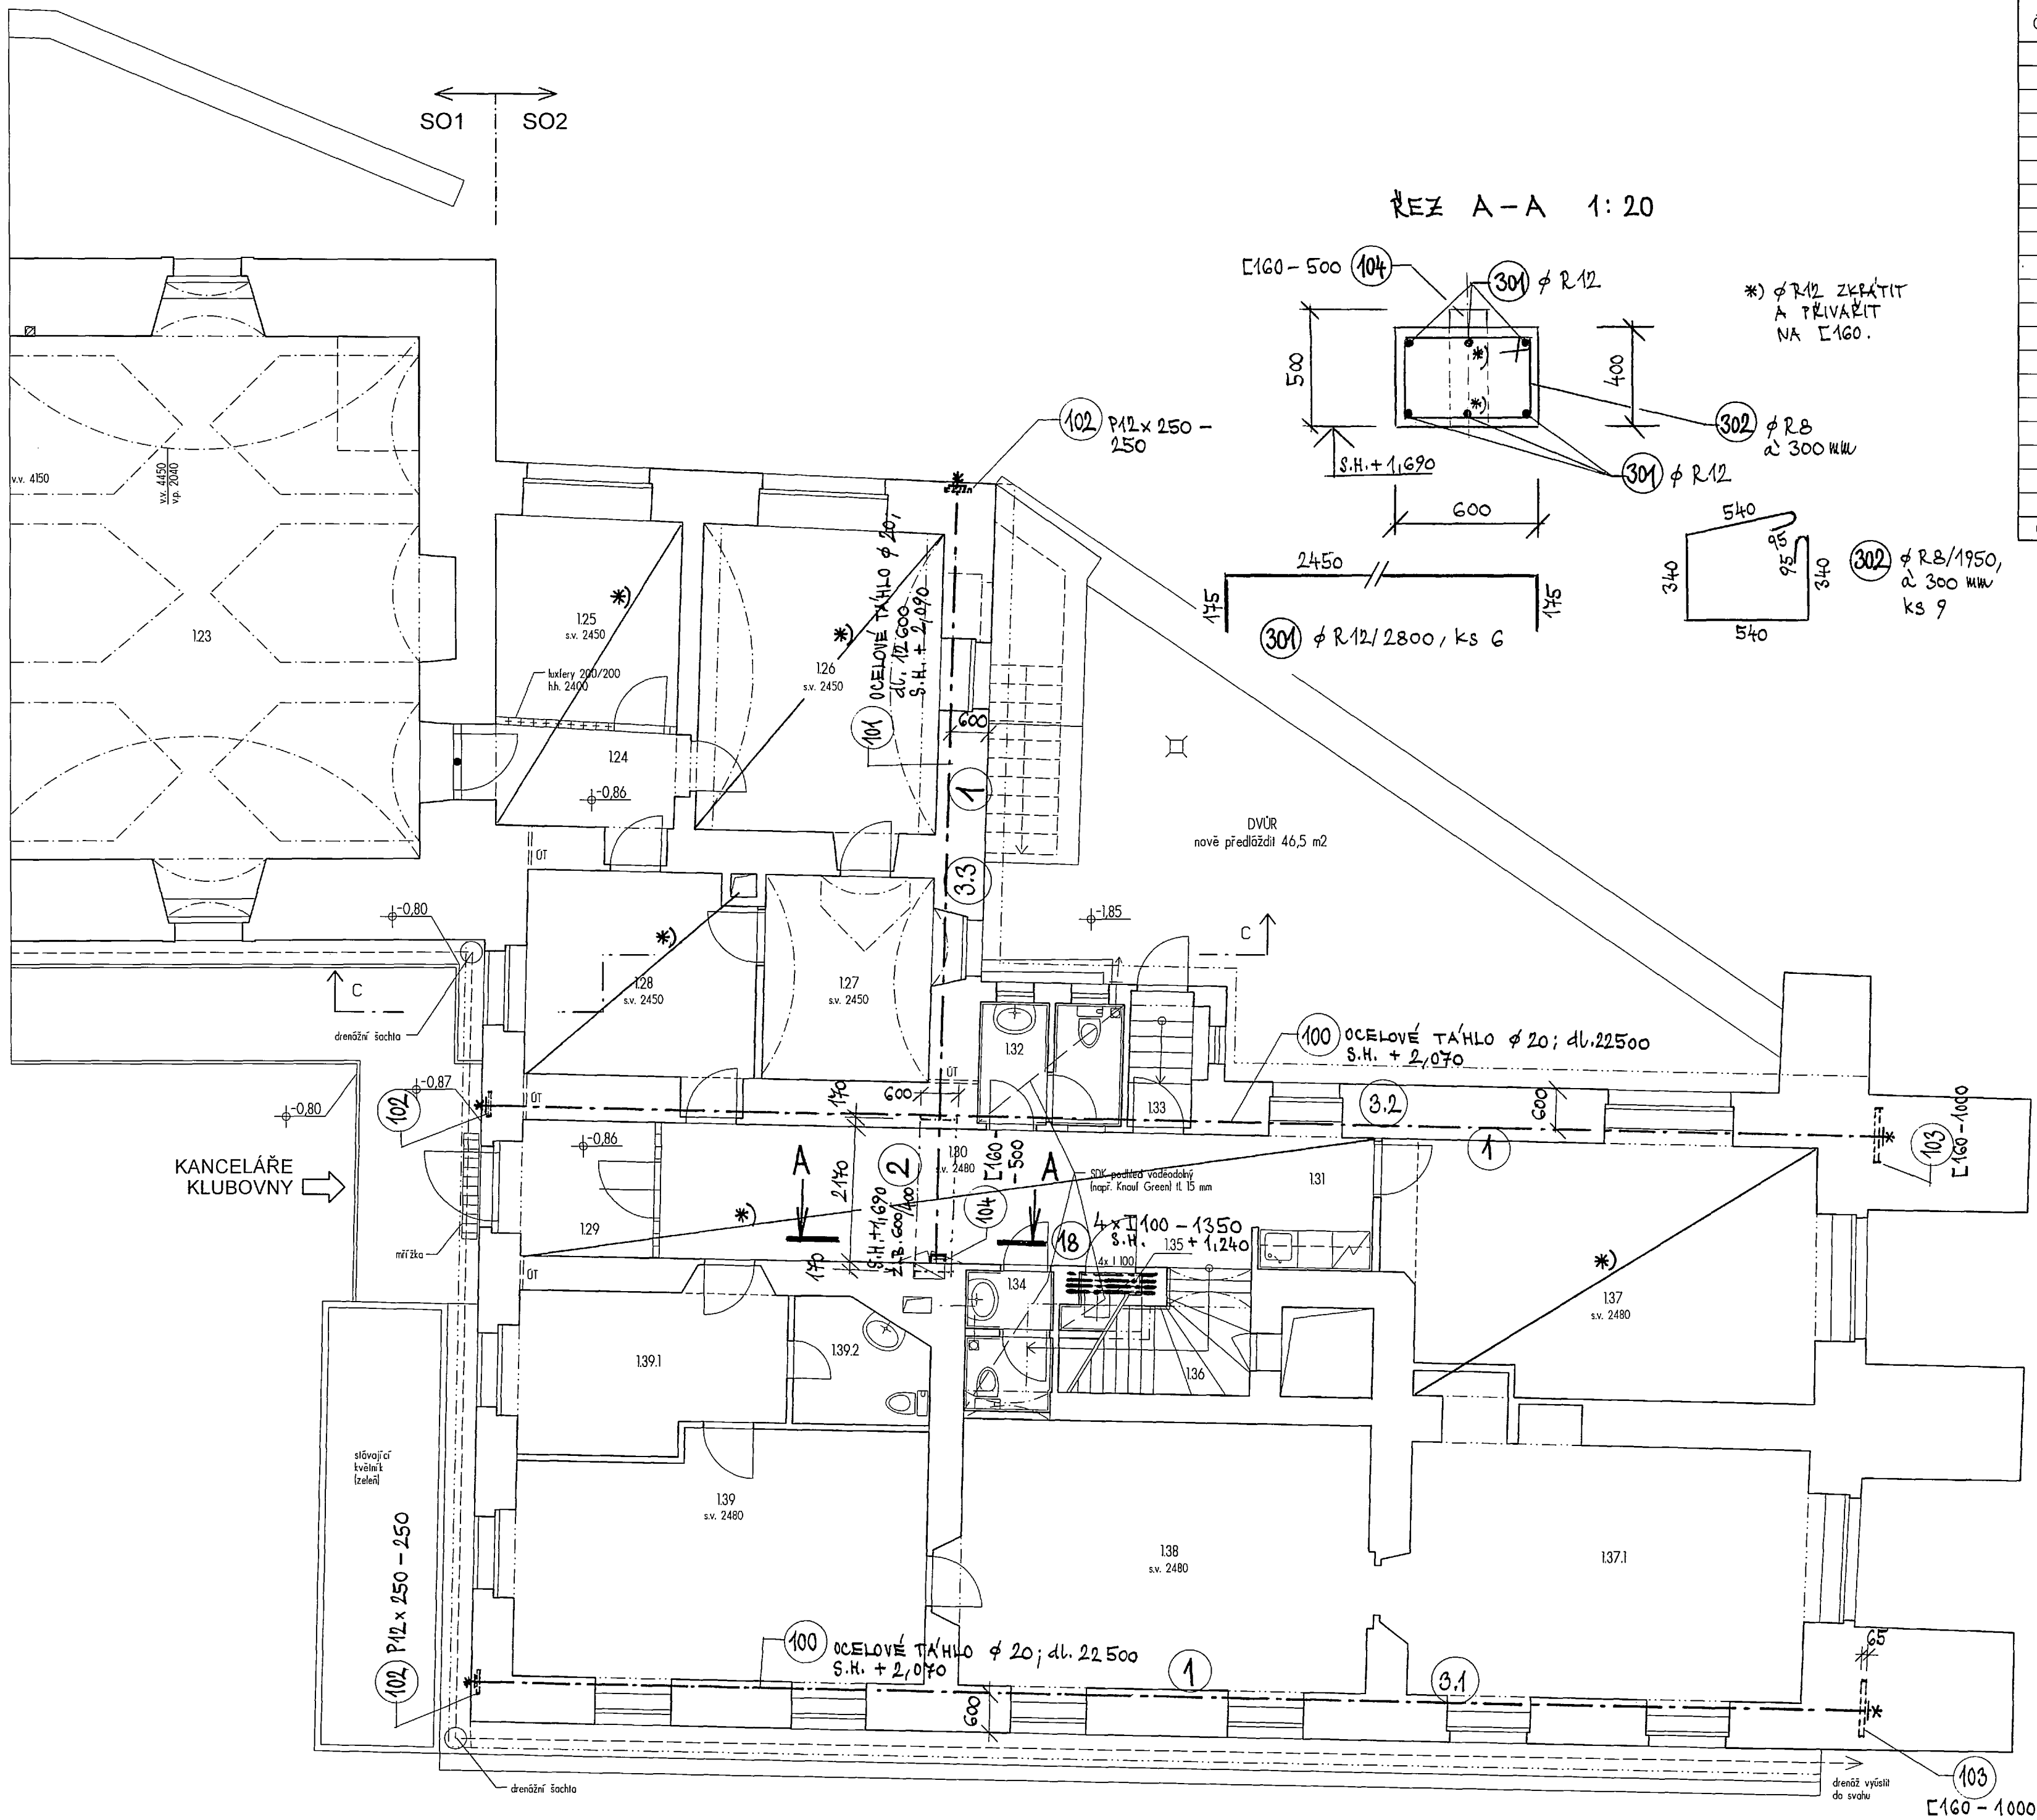 SO1
SO2
ŘEZ A-A 1:20
[160-500 104
301 ϕ R12
*) ϕ R12 ZKRÁTIT
A PŘIVAŘIT
NA [160.
500
400
*)
*)
302 ϕ R8
à 300 mm
S.H.+1,690
301 ϕ R12
600
102 P12 x 250 -
250
2450
175
175
301 ϕ R12/2800, ks 6
540
95
95
340
340
540
302 ϕ R8/1950,
à 300 mm
ks 9
v.v. 4150
v.v. 4450
v.p. 2040
1.23
1.25
s.v. 2450
*)
luxfery 200/200
h.h. 2400
1.26
s.v. 2450
*)
101 OCELOVÉ TÁHLO ϕ 20,
dl. 12600
S.H. + 2,090
600
1.24
-0,86
1
3.3
DVŮR
nově předláždit 46,5 m2
ÚT
-0,80
-1,85
C
C
drenážní šachta
1.28
s.v. 2450
*)
1.27
s.v. 2450
1.32
1.33
100 OCELOVÉ TÁHLO ϕ 20; dl. 22500
S.H. + 2,070
-0,87
-0,80
102
ÚT
ÚT
600
170
3.2
600
1
103
[160-1000
KANCELÁŘE
KLUBOVNY
mřížka
-0,86
1.29
*)
A
A
2170
170
2
S.H.+1,690
Ž.B. 600/400
1.80
s.v. 2480
[160-
-500
104
SDK podhled voděodolný
(např. Knauf Green) tl. 15 mm
1.31
4 x I 100 - 1350
S.H. + 1,240
18
1.35
4x I 100
1.34
1.36
*)
1.37
s.v. 2480
ÚT
1.39.1
1.39.2
stávající
květník
(zeleň)
1.39
s.v. 2480
1.38
s.v. 2480
1.37.1
102 P12 x 250-250
100 OCELOVÉ TÁHLO ϕ 20; dl. 22 500
S.H. + 2,070
600
1
3.1
65
drenážní šachta
drenáž vyústit
do svahu
103
[160-1000